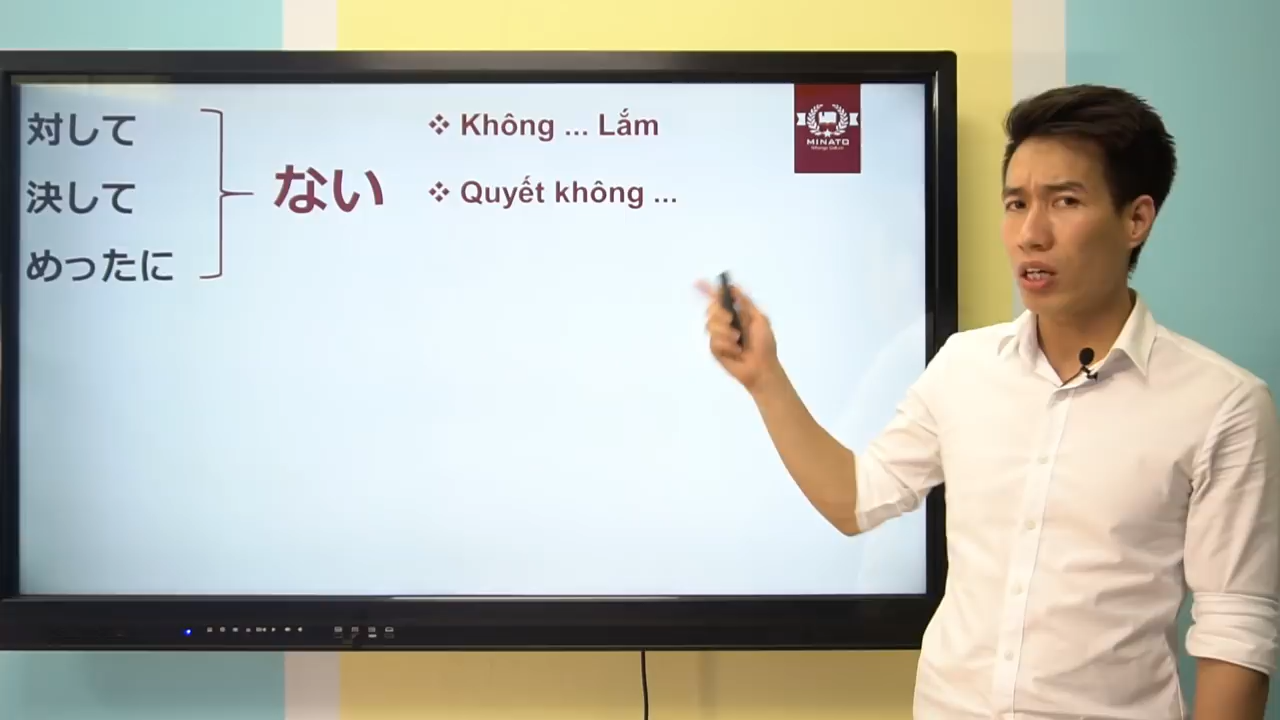 対して
決して
めったに
ない
❖ Không ... Lắm
❖ Quyết không ...
MINATO